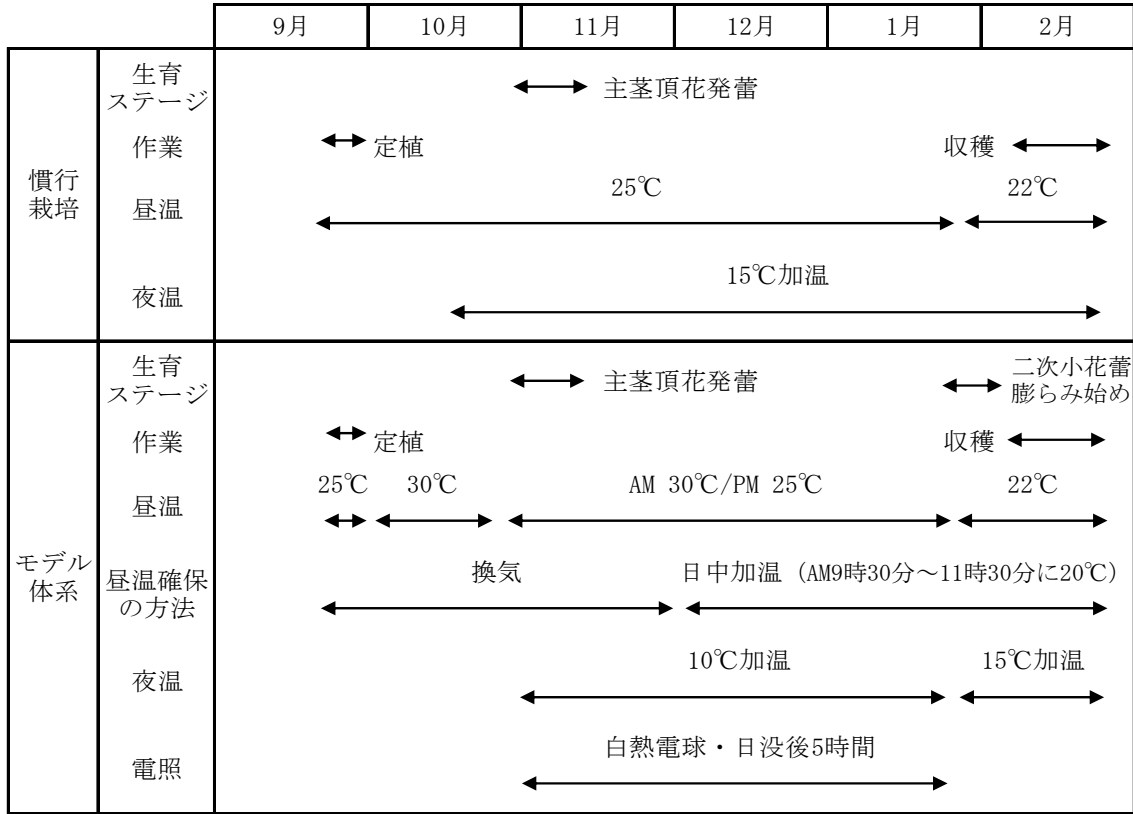 9月 10月 11月 12月 1月 2月
慣行
栽培
生育
ステージ
主茎頂花発蕾
作業
定植
収穫
昼温
25℃
22℃
夜温
15℃加温
モデル
体系
生育
ステージ
主茎頂花発蕾
二次小花蕾
膨らみ始め
作業
定植
収穫
昼温
25℃
30℃
AM 30℃/PM 25℃
22℃
昼温確保
の方法
換気
日中加温（AM9時30分～11時30分に20℃）
夜温
10℃加温
15℃加温
電照
白熱電球・日没後5時間